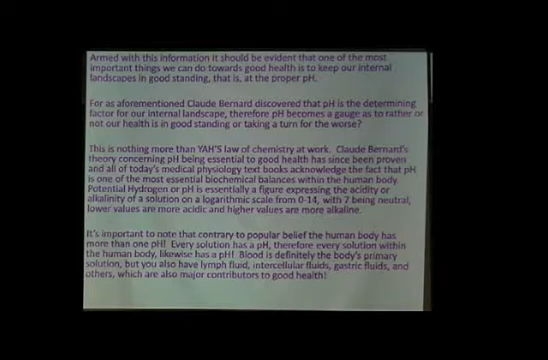 Armed with this information it should be evident that one of the most
important things we can do towards good health is to keep our internal
landscapes in good standing, that is, at the proper pH.
For as aforementioned Claude Bernard discovered that pH is the determining
factor for our internal landscape, therefore pH becomes a gauge as to rather or
not our health is in good standing or taking a turn for the worse?
This is nothing more than YAH'S law of chemistry at work. Claude Bernard's
theory concerning pH being essential to good health has since been proven
and all of today's medical physiology text books acknowledge the fact that pH
is one of the most essential biochemical balances within the human body.
Potential Hydrogen or pH is essentially a figure expressing the acidity or
alkalinity of a solution on a logarithmic scale from 0-14, with 7 being neutral,
lower values are more acidic and higher values are more alkaline.
It's important to note that contrary to popular belief the human body has
more than one pH! Every solution has a pH, therefore every solution within
the human body, likewise has a pH! Blood is definitely the body's primary
solution, but you also have lymph fluid, intercellular fluids, gastric fluids, and
others, which are also major contributors to good health!